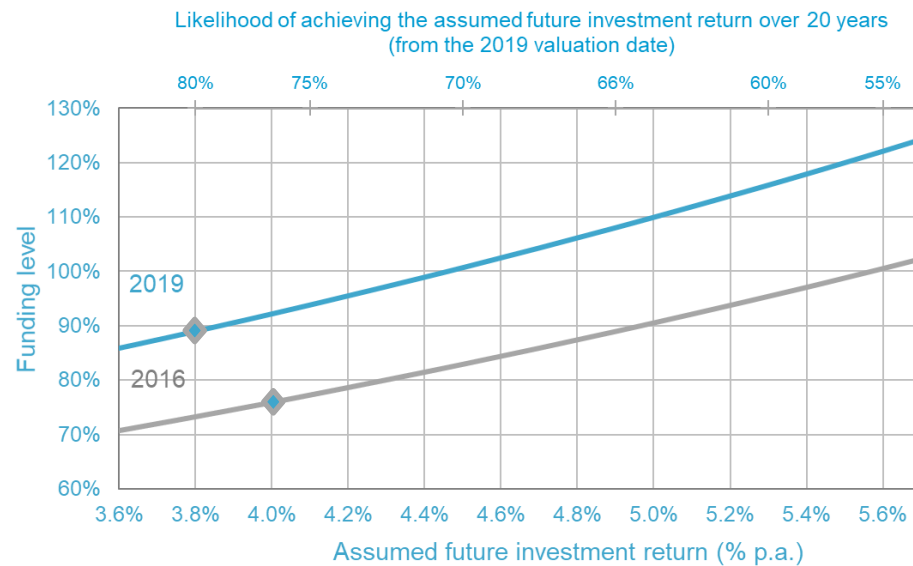 Likelihood of achieving the assumed future investment return over 20 years
(from the 2019 valuation date)
80% 75% 70% 66% 60% 55%
130%
120%
110%
100%
90%
80%
70%
60%
Funding level
2019
2016
3.6% 3.8% 4.0% 4.2% 4.4% 4.6% 4.8% 5.0% 5.2% 5.4% 5.6%
Assumed future investment return (% p.a.)